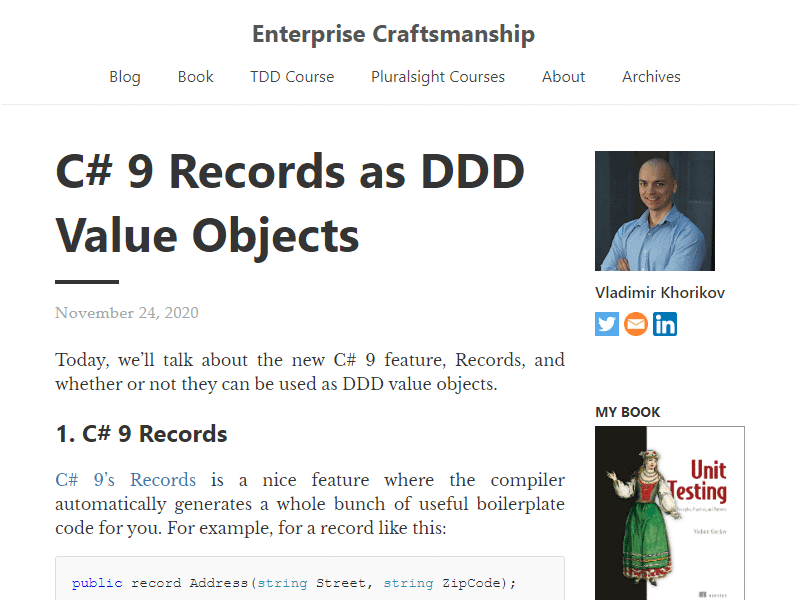 Enterprise Craftsmanship
Blog Book TDD Course Pluralsight Courses About Archives
C# 9 Records as DDD
Value Objects
November 24, 2020
Today, we’ll talk about the new C# 9 feature, Records, and
whether or not they can be used as DDD value objects.
1. C# 9 Records
C# 9’s Records is a nice feature where the compiler
automatically generates a whole bunch of useful boilerplate
code for you. For example, for a record like this:
public record Address(string Street, string ZipCode);
Vladimir Khorikov
in
MY BOOK
Unit
Testing
Vladimir Khorikov